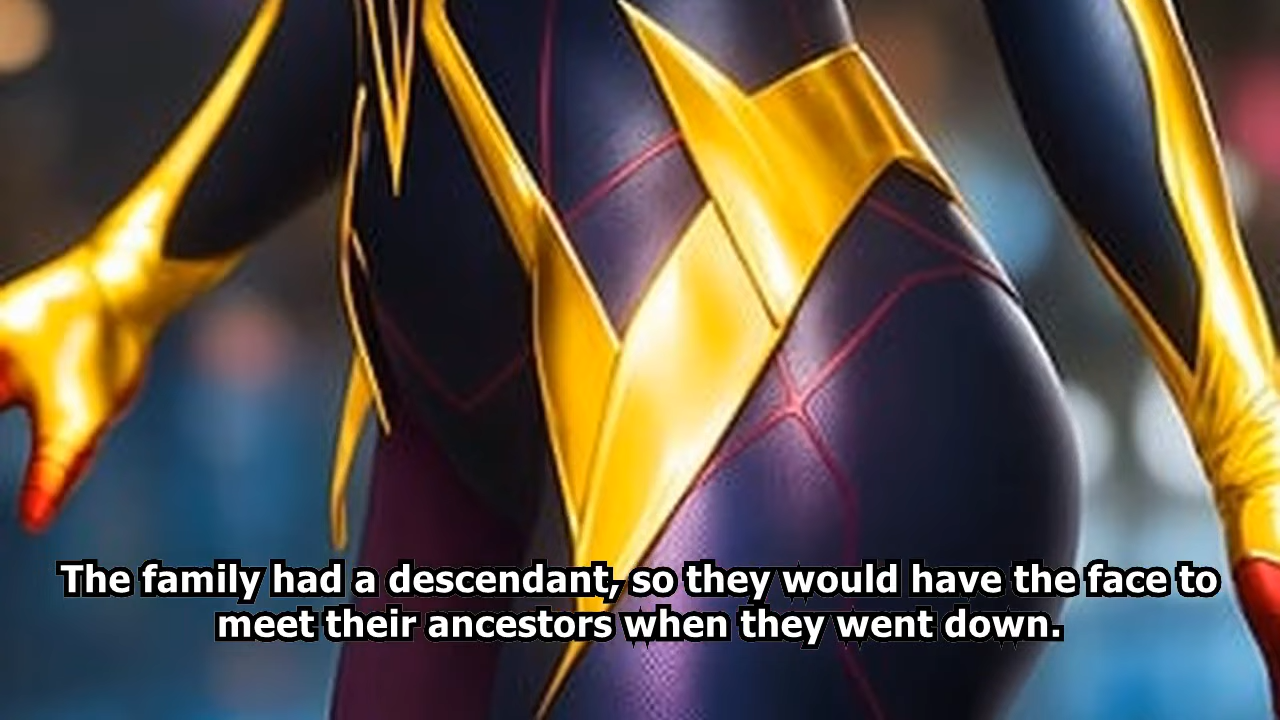 The family had a descendant, so they would have the face to
meet their ancestors when they went down.